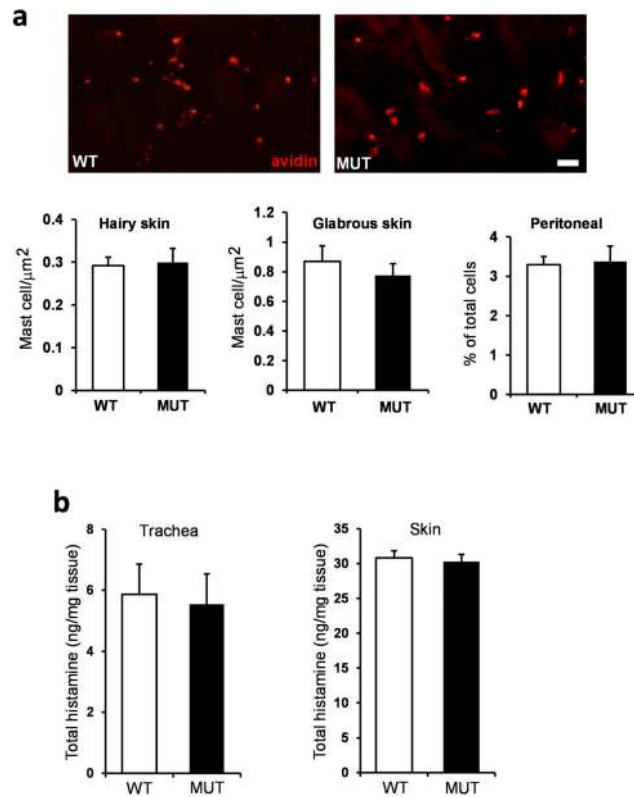 a
WT
avidin
MUT
Hairy skin
Mast cell/μm2
0.4
0.3
0.2
0.1
0
WT
MUT
Glabrous skin
Mast cell/μm2
1.2
1
0.8
0.6
0.4
0.2
0
WT
MUT
Peritoneal
% of total cells
4
3
2
1
0
WT
MUT
b
Trachea
Total histamine (ng/mg tissue)
8
6
4
2
0
WT
MUT
Skin
Total histamine (ng/mg tissue)
35
30
25
20
15
10
5
0
WT
MUT